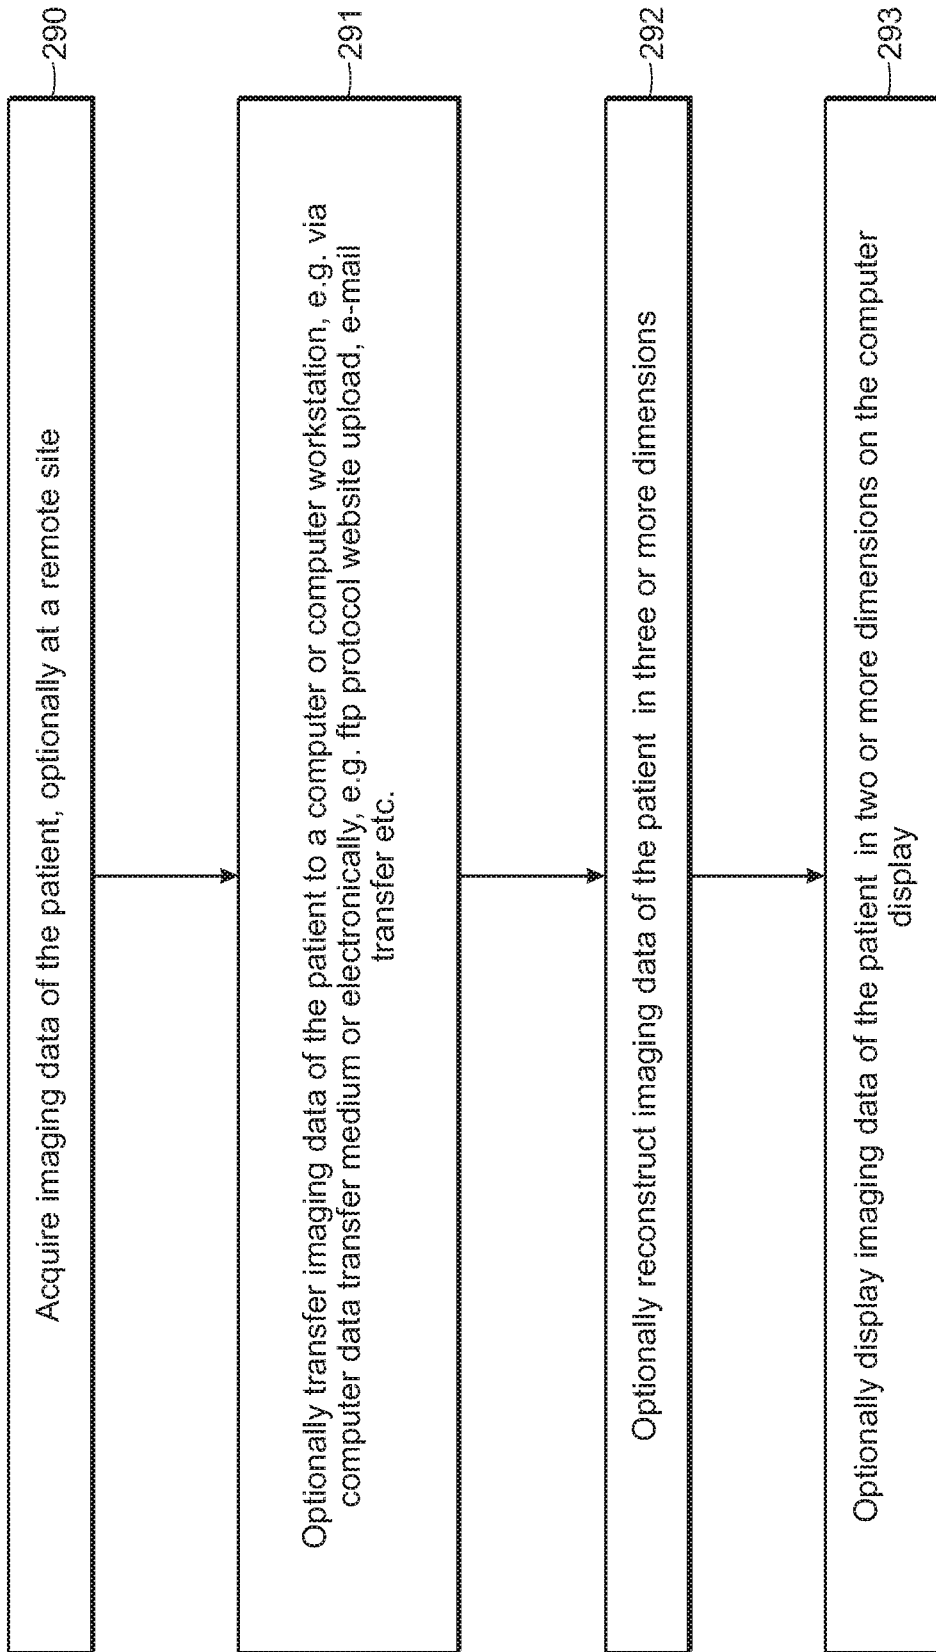 Acquire imaging data of the patient, optionally at a remote site
290
Optionally transfer imaging data of the patient to a computer or computer workstation, e.g. via
computer data transfer medium or electronically, e.g. ftp protocol website upload, e-mail
transfer etc.
291
Optionally reconstruct imaging data of the patient in three or more dimensions
292
Optionally display imaging data of the patient in two or more dimensions on the computer
display
293